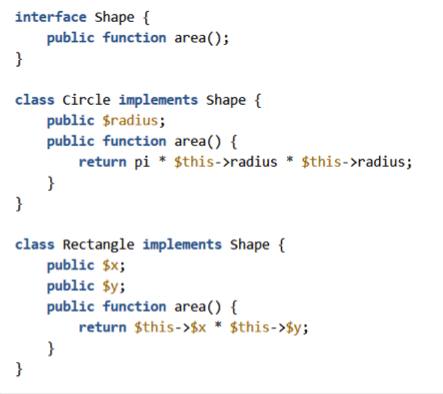 interface Shape {
    public function area();
}

class Circle implements Shape {
    public $radius;
    public function area() {
        return pi * $this->radius * $this->radius;
    }
}

class Rectangle implements Shape {
    public $x;
    public $y;
    public function area() {
        return $this->$x * $this->$y;
    }
}